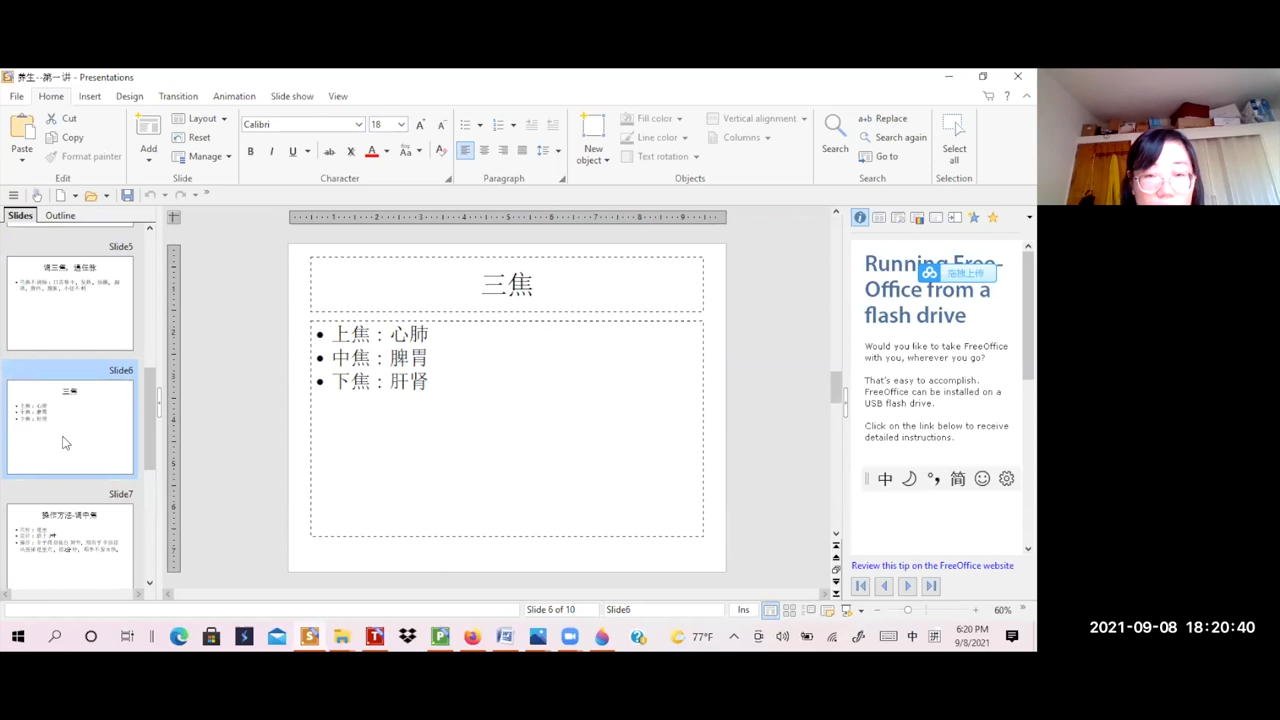 养生--第一讲 - Presentations
File Home Insert Design Transition Animation Slide show View
Paste
Cut
Copy
Format painter
Edit
Add
Layout
Reset
Manage
Slide
Calibri 18
B I U ab X A Aa
Character
Paragraph
New object
Fill color
Line color
Text rotation
Vertical alignment
Columns
Objects
Search
Replace
Search again
Go to
Search
Select all
Selection
Slides Outline
Slide5
调三焦，通任脉
Slide6
三焦
上焦：心肺
中焦：脾胃
下焦：肝肾
Slide7
操作方法-调中焦
三焦
• 上焦：心肺
• 中焦：脾胃
• 下焦：肝肾
Running Free-
Office from a
flash drive
拖拽上传
Would you like to take FreeOffice
with you, wherever you go?
That's easy to accomplish.
FreeOffice can be installed on a
USB flash drive.
Click on the link below to receive
detailed instructions.
中 简
Review this tip on the FreeOffice website
Slide 6 of 10 Slide6 Ins 60%
77°F 中 拼
6:20 PM
9/8/2021
2021-09-08 18:20:40